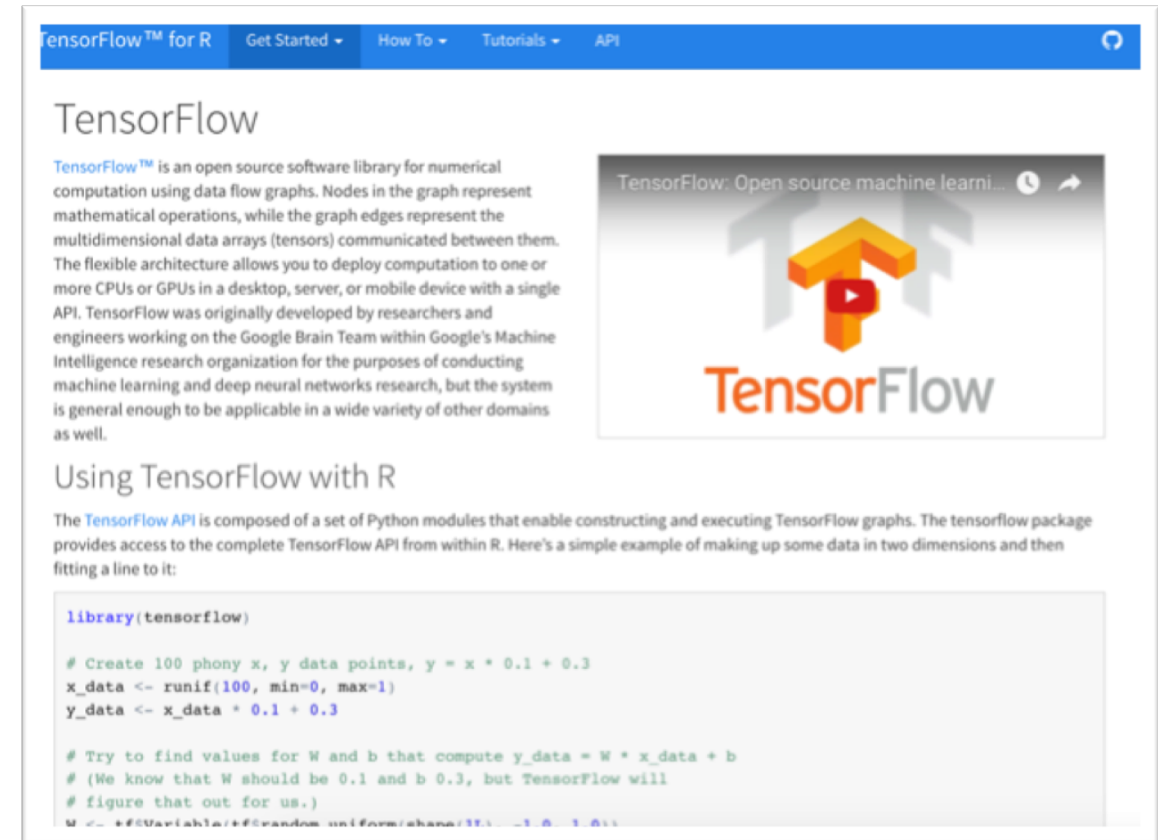 TensorFlow™ for R Get Started How To Tutorials API
TensorFlow
TensorFlow™ is an open source software library for numerical
computation using data flow graphs. Nodes in the graph represent
mathematical operations, while the graph edges represent the
multidimensional data arrays (tensors) communicated between them.
The flexible architecture allows you to deploy computation to one or
more CPUs or GPUs in a desktop, server, or mobile device with a single
API. TensorFlow was originally developed by researchers and
engineers working on the Google Brain Team within Google's Machine
Intelligence research organization for the purposes of conducting
machine learning and deep neural networks research, but the system
is general enough to be applicable in a wide variety of other domains
as well.
TensorFlow: Open source machine learni...
TensorFlow
Using TensorFlow with R
The TensorFlow API is composed of a set of Python modules that enable constructing and executing TensorFlow graphs. The tensorflow package
provides access to the complete TensorFlow API from within R. Here's a simple example of making up some data in two dimensions and then
fitting a line to it:
library(tensorflow)
# Create 100 phony x, y data points, y = x * 0.1 + 0.3
x_data <- runif(100, min=0, max=1)
y_data <- x_data * 0.1 + 0.3
# Try to find values for W and b that compute y_data = W * x_data + b
# (We know that W should be 0.1 and b 0.3, but TensorFlow will
# figure that out for us.)
W <- tf$Variable(tf$random_uniform(shape(1L), -1.0, 1.0))